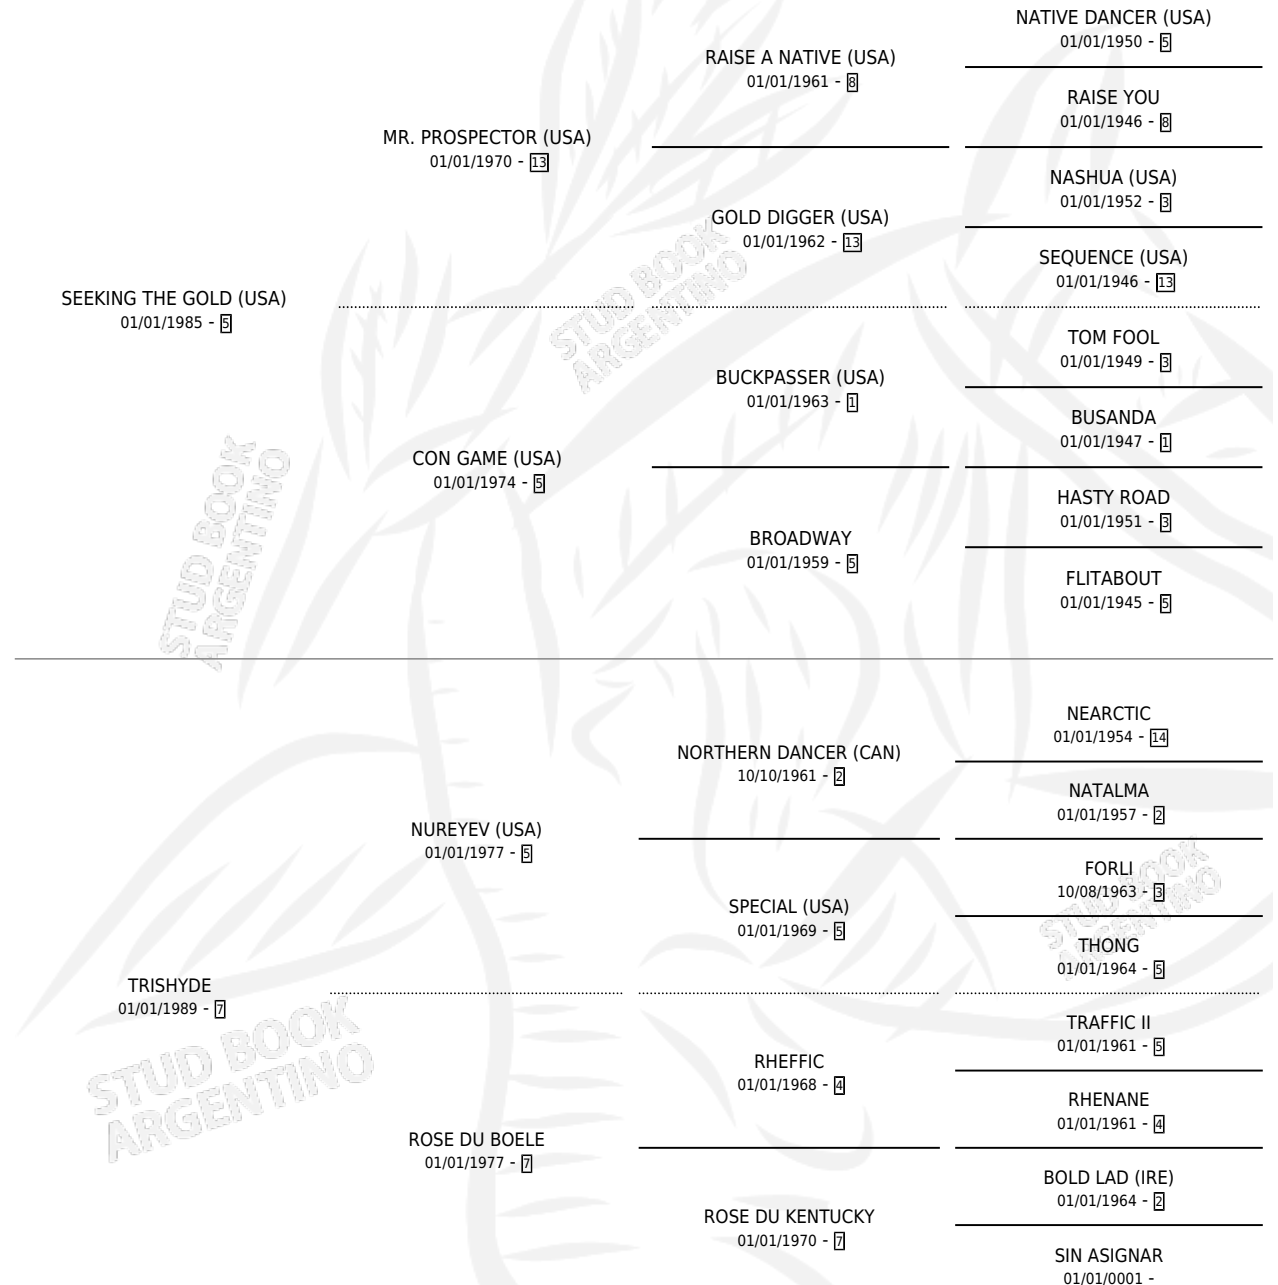 NATIVE DANCER (USA)
01/01/1950 - 5
RAISE A NATIVE (USA)
01/01/1961 - 8
RAISE YOU
01/01/1946 - 8
MR. PROSPECTOR (USA)
01/01/1970 - 13
NASHUA (USA)
01/01/1952 - 3
GOLD DIGGER (USA)
01/01/1962 - 13
SEQUENCE (USA)
01/01/1946 - 13
SEEKING THE GOLD (USA)
01/01/1985 - 5
STUD BOOK
ARGENTINO
TOM FOOL
01/01/1949 - 3
BUCKPASSER (USA)
01/01/1963 - 1
BUSANDA
01/01/1947 - 1
CON GAME (USA)
01/01/1974 - 5
HASTY ROAD
01/01/1951 - 3
BROADWAY
01/01/1959 - 5
FLITABOUT
01/01/1945 - 5
STUD BOOK
ARGENTINO
NEARCTIC
01/01/1954 - 14
NORTHERN DANCER (CAN)
10/10/1961 - 2
NATALMA
01/01/1957 - 2
NUREYEV (USA)
01/01/1977 - 5
FORLI
10/08/1963 - 3
SPECIAL (USA)
01/01/1969 - 5
THONG
01/01/1964 - 5
STUD BOOK
ARGENTINO
TRISHYDE
01/01/1989 - 7
TRAFFIC II
01/01/1961 - 5
RHEFFIC
01/01/1968 - 4
RHENANE
01/01/1961 - 4
STUD BOOK
ARGENTINO
ROSE DU BOELE
01/01/1977 - 7
BOLD LAD (IRE)
01/01/1964 - 2
ROSE DU KENTUCKY
01/01/1970 - 7
SIN ASIGNAR
01/01/0001 -